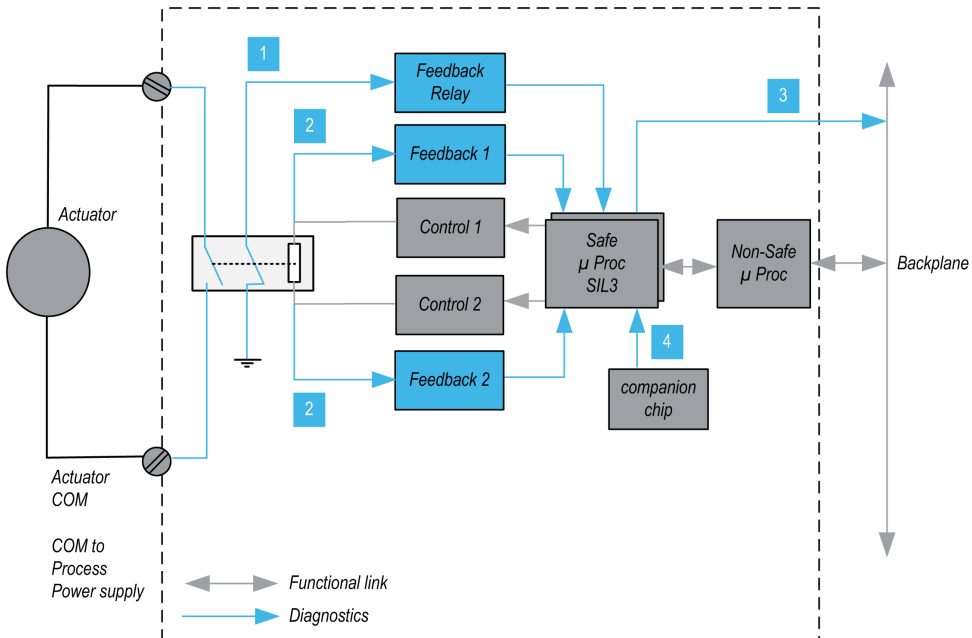 1
Feedback
Relay
3
2
Feedback 1
Actuator
Control 1
Safe
µ Proc
SIL3
Non-Safe
µ Proc
Backplane
Control 2
4
Feedback 2
companion
chip
2
Actuator
COM
COM to
Process
Power supply
Functional link
Diagnostics